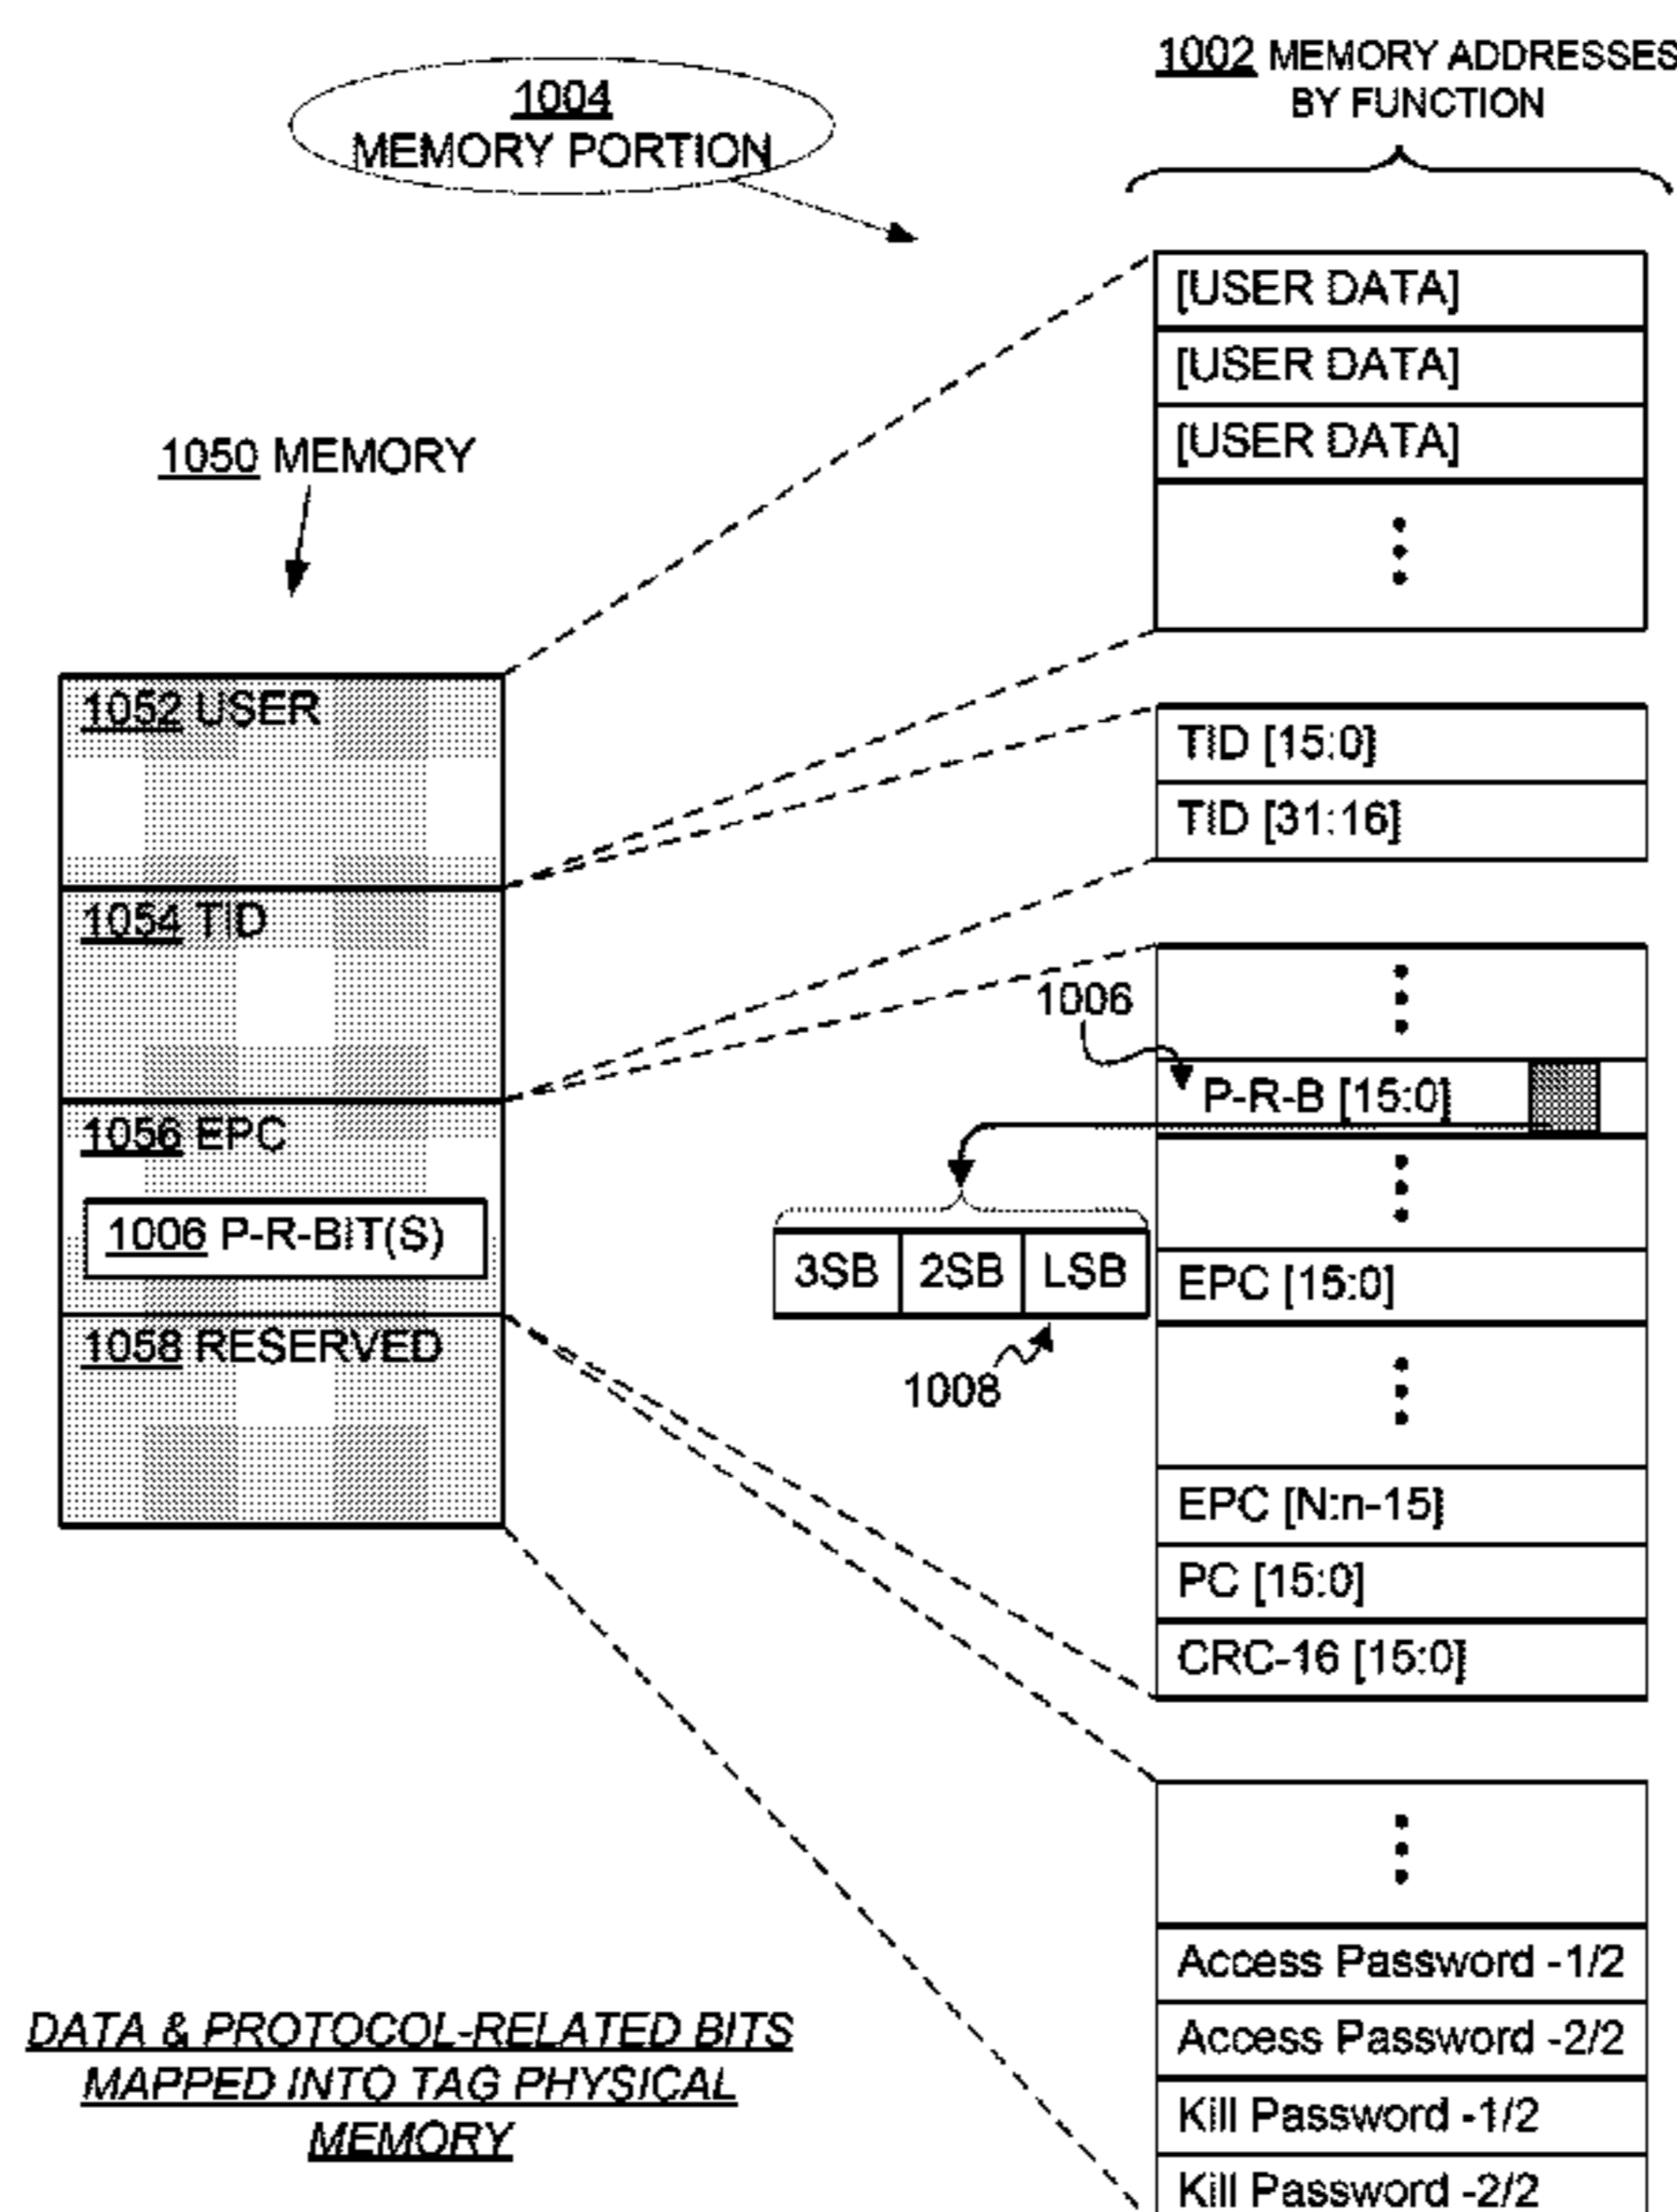 1002 MEMORY ADDRESSES
BY FUNCTION
1004
MEMORY PORTION
[USER DATA]
[USER DATA]
[USER DATA]
1050 MEMORY
1052 USER
1054 TID
1056 EPC
1006 P-R-BIT(S)
1058 RESERVED
TID [15:0]
TID [31:16]
1006
P-R-B [15:0]
3SB 2SB LSB
1008
EPC [15:0]
EPC [N:n-15]
PC [15:0]
CRC-16 [15:0]
Access Password -1/2
Access Password -2/2
Kill Password -1/2
Kill Password -2/2
DATA & PROTOCOL-RELATED BITS
MAPPED INTO TAG PHYSICAL
MEMORY